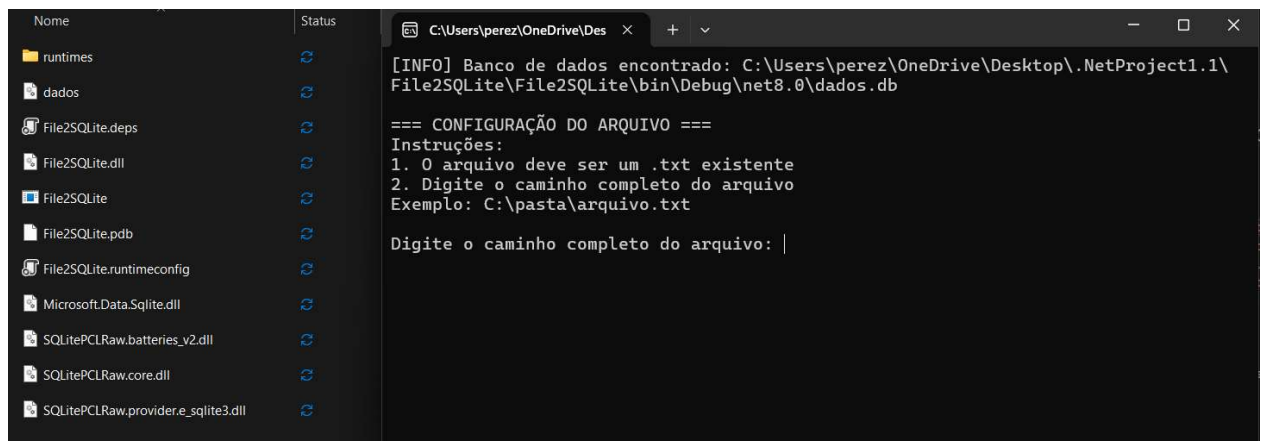 Nome Status
runtimes
dados
File2SQLite.deps
File2SQLite.dll
File2SQLite
File2SQLite.pdb
File2SQLite.runtimeconfig
Microsoft.Data.Sqlite.dll
SQLitePCLRaw.batteries_v2.dll
SQLitePCLRaw.core.dll
SQLitePCLRaw.provider.e_sqlite3.dll
C:\Users\perez\OneDrive\Des
[INFO] Banco de dados encontrado: C:\Users\perez\OneDrive\Desktop\.NetProject1.1\
File2SQLite\File2SQLite\bin\Debug\net8.0\dados.db
=== CONFIGURAÇÃO DO ARQUIVO ===
Instruções:
1. O arquivo deve ser um .txt existente
2. Digite o caminho completo do arquivo
Exemplo: C:\pasta\arquivo.txt
Digite o caminho completo do arquivo: